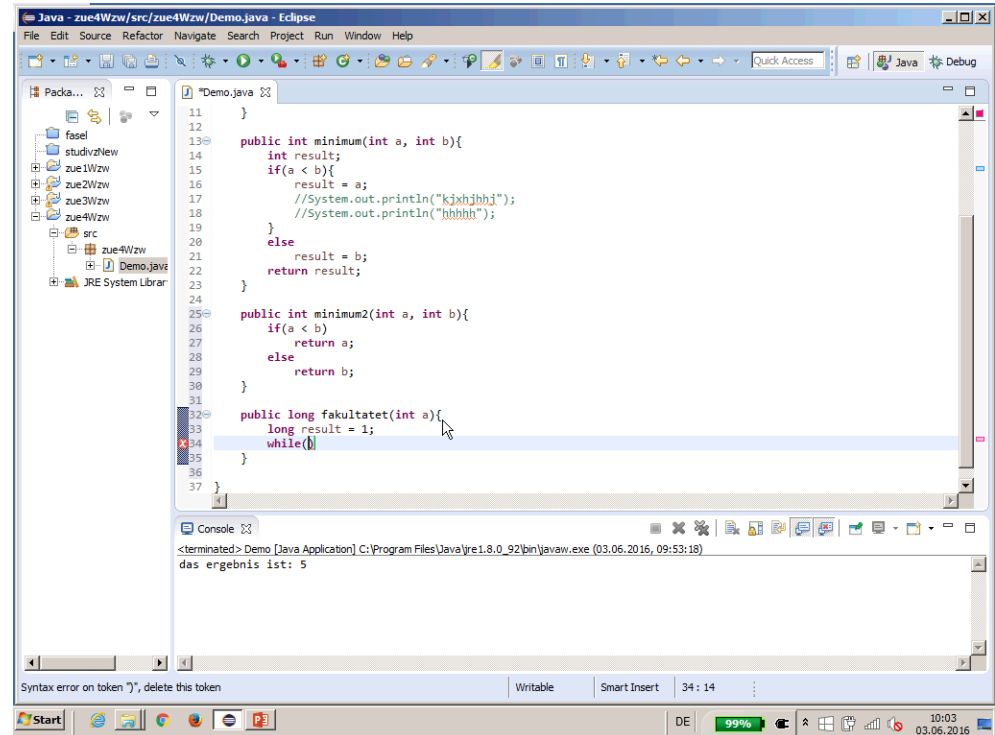 Java - zue4Wzw/src/zue4Wzw/Demo.java - Eclipse
File Edit Source Refactor Navigate Search Project Run Window Help
Quick Access
Java
Debug
Packa...
*Demo.java
fasel
studivzNew
zue1Wzw
zue2Wzw
zue3Wzw
zue4Wzw
src
zue4Wzw
Demo.java
JRE System Librar
11 }
12
13 public int minimum(int a, int b){
14 int result;
15 if(a < b){
16 result = a;
17 //System.out.println("kjxhjhhj");
18 //System.out.println("hhhhh");
19 }
20 else
21 result = b;
22 return result;
23 }
24
25 public int minimum2(int a, int b){
26 if(a < b)
27 return a;
28 else
29 return b;
30 }
31
32 public long fakultatet(int a){
33 long result = 1;
34 while()
35 }
36
37 }
Console
<terminated> Demo [Java Application] C:\Program Files\Java\jre1.8.0_92\bin\javaw.exe (03.06.2016, 09:53:18)
das ergebnis ist: 5
Syntax error on token ")", delete this token
Writable
Smart Insert
34 : 14
Start
DE
99%
10:03
03.06.2016